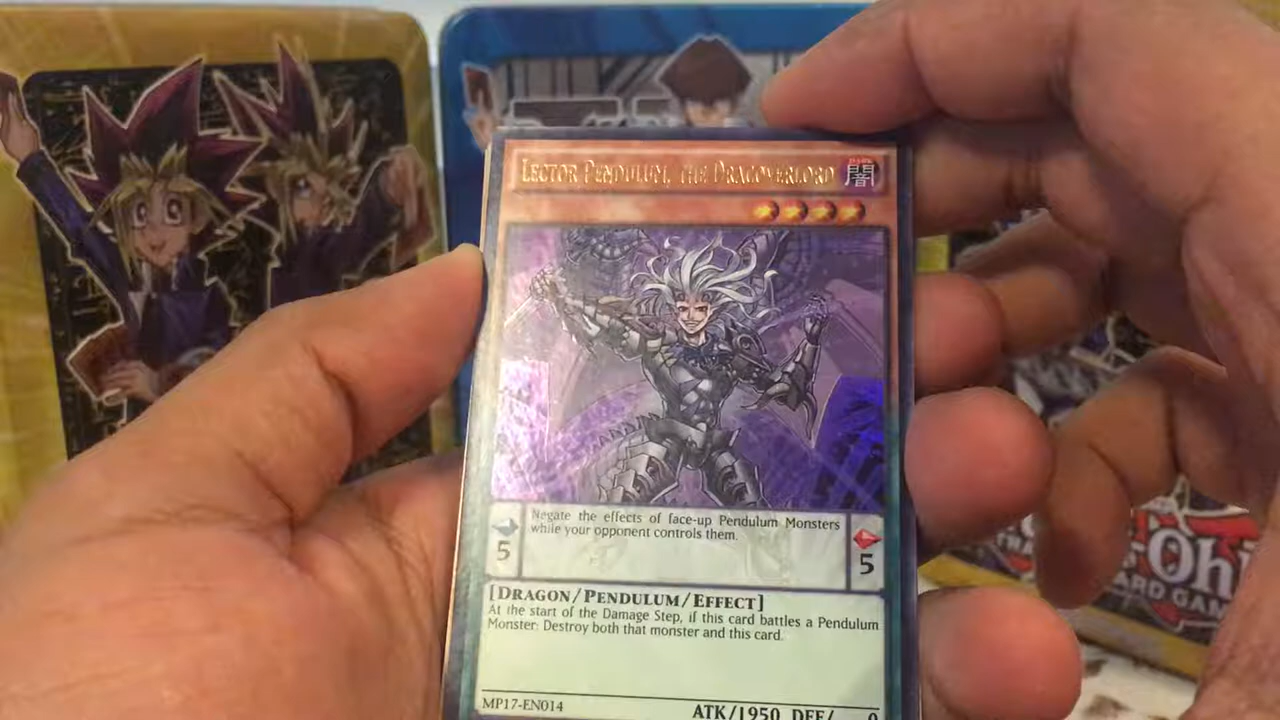 LECTOR PENDULUM, THE DRACOVERLORD
DARK
闇
Negate the effects of face-up Pendulum Monsters
while your opponent controls them.
5
5
[DRAGON/PENDULUM/EFFECT]
At the start of the Damage Step, if this card battles a Pendulum
Monster: Destroy both that monster and this card.
MP17-EN014
ATK/1950 DEF/ 0
Oh!